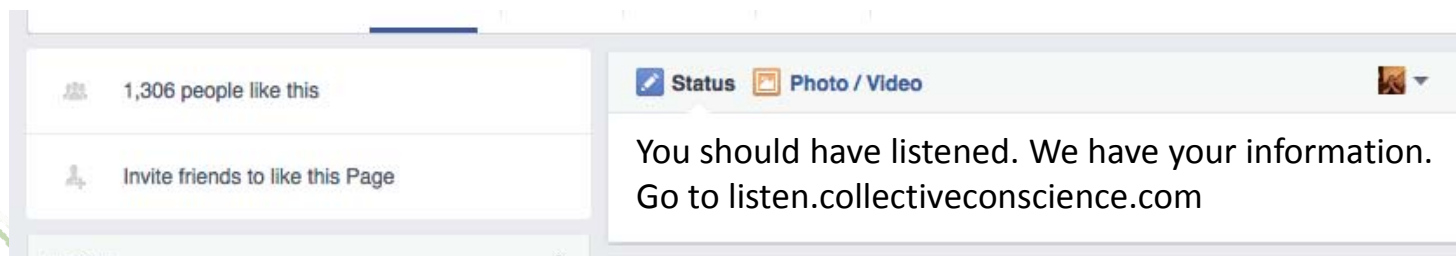 1,306 people like this
Invite friends to like this Page
Status Photo / Video
You should have listened. We have your information.
Go to listen.collectiveconscience.com